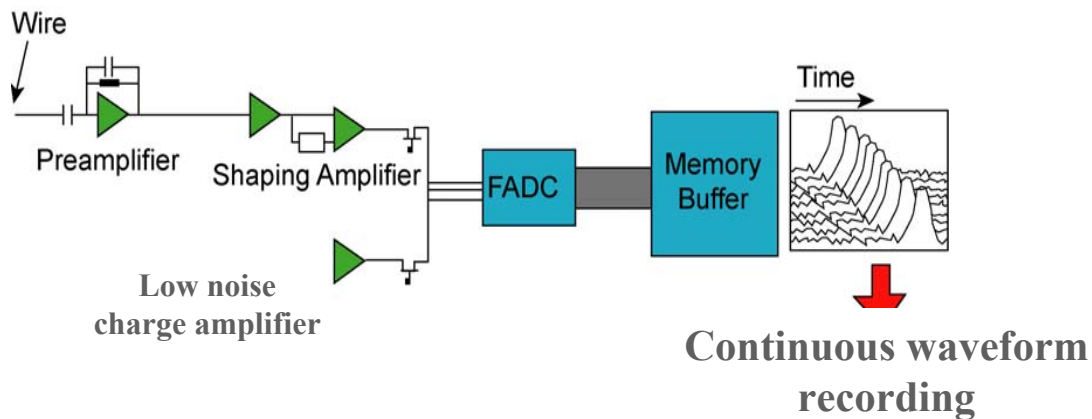 Wire
Time
Preamplifier
Shaping Amplifier
FADC
Memory
Buffer
Low noise
charge amplifier
Continuous waveform
recording